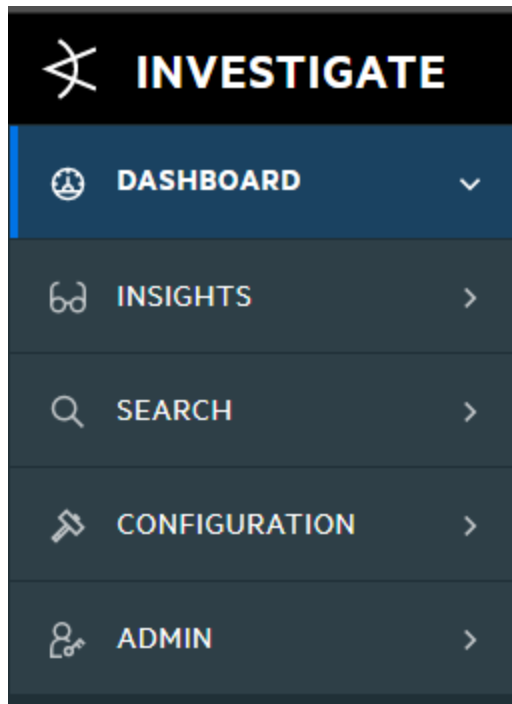 INVESTIGATE
DASHBOARD
INSIGHTS
SEARCH
CONFIGURATION
ADMIN